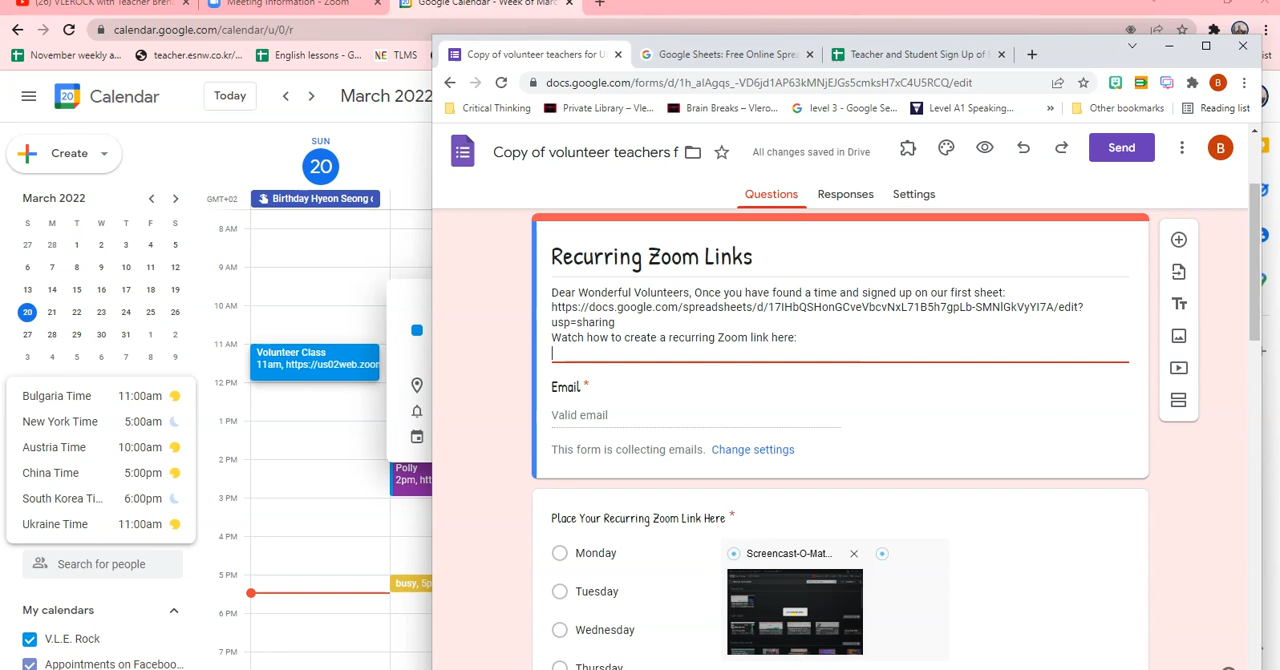 (26) VLEROCK with Teacher Bren
Meeting Information - Zoom
Google Calendar - Week of Marc
calendar.google.com/calendar/u/0/r
November weekly a...
teacher.esnw.co.kr/...
English lessons - G...
NE TLMS
Calendar
Today
March 2022
Create
SUN
20
GMT+02
Birthday Hyeon Seong
March 2022
S M T W T F S
27 28 1 2 3 4 5
6 7 8 9 10 11 12
13 14 15 16 17 18 19
20 21 22 23 24 25 26
27 28 29 30 31 1 2
3 4 5 6 7 8 9
8 AM
9 AM
10 AM
11 AM
12 PM
1 PM
2 PM
3 PM
4 PM
5 PM
6 PM
7 PM
Volunteer Class
11am, https://us02web.zoon
Polly
2pm, htt
busy, 5p
Bulgaria Time 11:00am
New York Time 5:00am
Austria Time 10:00am
China Time 5:00pm
South Korea Ti... 6:00pm
Ukraine Time 11:00am
Search for people
My calendars
V.L.E. Rock
Appointments on Faceboo...
Copy of volunteer teachers for U
Google Sheets: Free Online Spre
Teacher and Student Sign Up of
docs.google.com/forms/d/1h_alAgqs_-VD6jd1AP63kMNjEJGs5cmksH7xC4U5RCQ/edit
B
Critical Thinking
Private Library – Vle...
Brain Breaks – Vlero...
level 3 - Google Se...
Level A1 Speaking...
Other bookmarks
Reading list
Copy of volunteer teachers f
All changes saved in Drive
Send
B
Questions
Responses
Settings
Recurring Zoom Links
Dear Wonderful Volunteers, Once you have found a time and signed up on our first sheet:
https://docs.google.com/spreadsheets/d/17IHbQSHonGCveVbcvNxL71B5h7gpLb-SMNlGkVyYI7A/edit?
usp=sharing
Watch how to create a recurring Zoom link here:
Email *
Valid email
This form is collecting emails. Change settings
Place Your Recurring Zoom Link Here *
Monday
Tuesday
Wednesday
Thursday
Screencast-O-Mat...